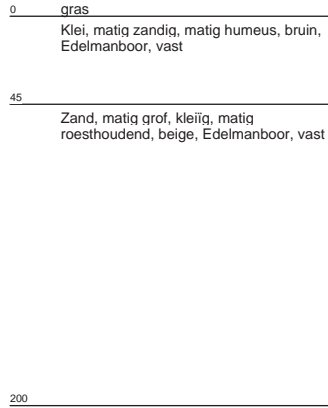 0 gras
Klei, matig zandig, matig humeus, bruin,
Edelmanboor, vast
45
Zand, matig grof, kleiïg, matig
roesthoudend, beige, Edelmanboor, vast
200